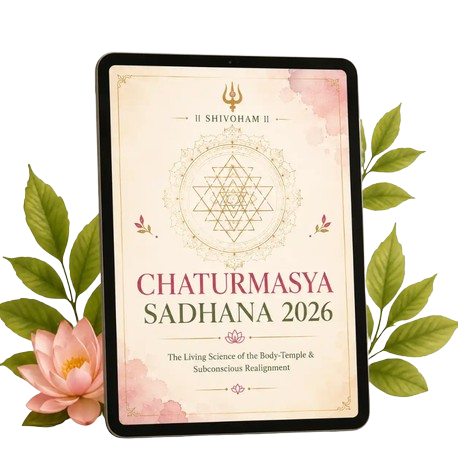 ॥ SHIVOHAM ॥
CHATURMASYA
SADHANA 2026
The Living Science of the Body-Temple &
Subconscious Realignment